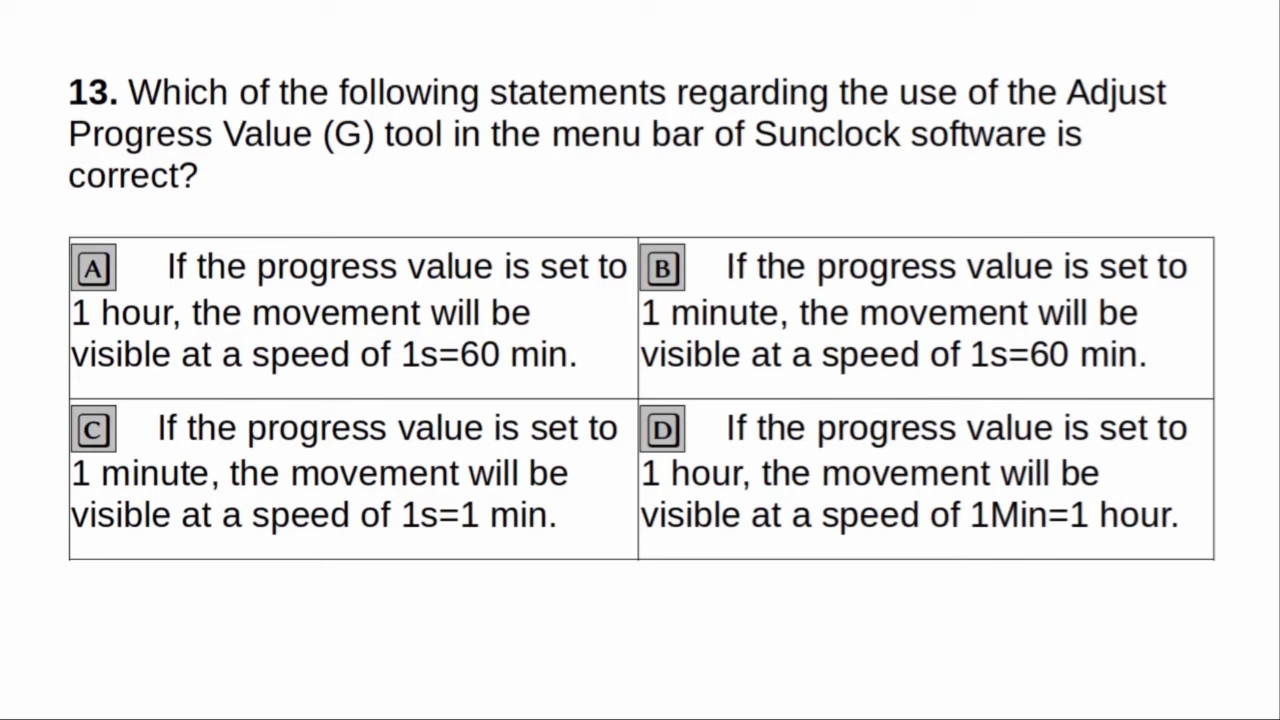 13. Which of the following statements regarding the use of the Adjust
Progress Value (G) tool in the menu bar of Sunclock software is
correct?
A If the progress value is set to
1 hour, the movement will be
visible at a speed of 1s=60 min.
B If the progress value is set to
1 minute, the movement will be
visible at a speed of 1s=60 min.
C If the progress value is set to
1 minute, the movement will be
visible at a speed of 1s=1 min.
D If the progress value is set to
1 hour, the movement will be
visible at a speed of 1Min=1 hour.